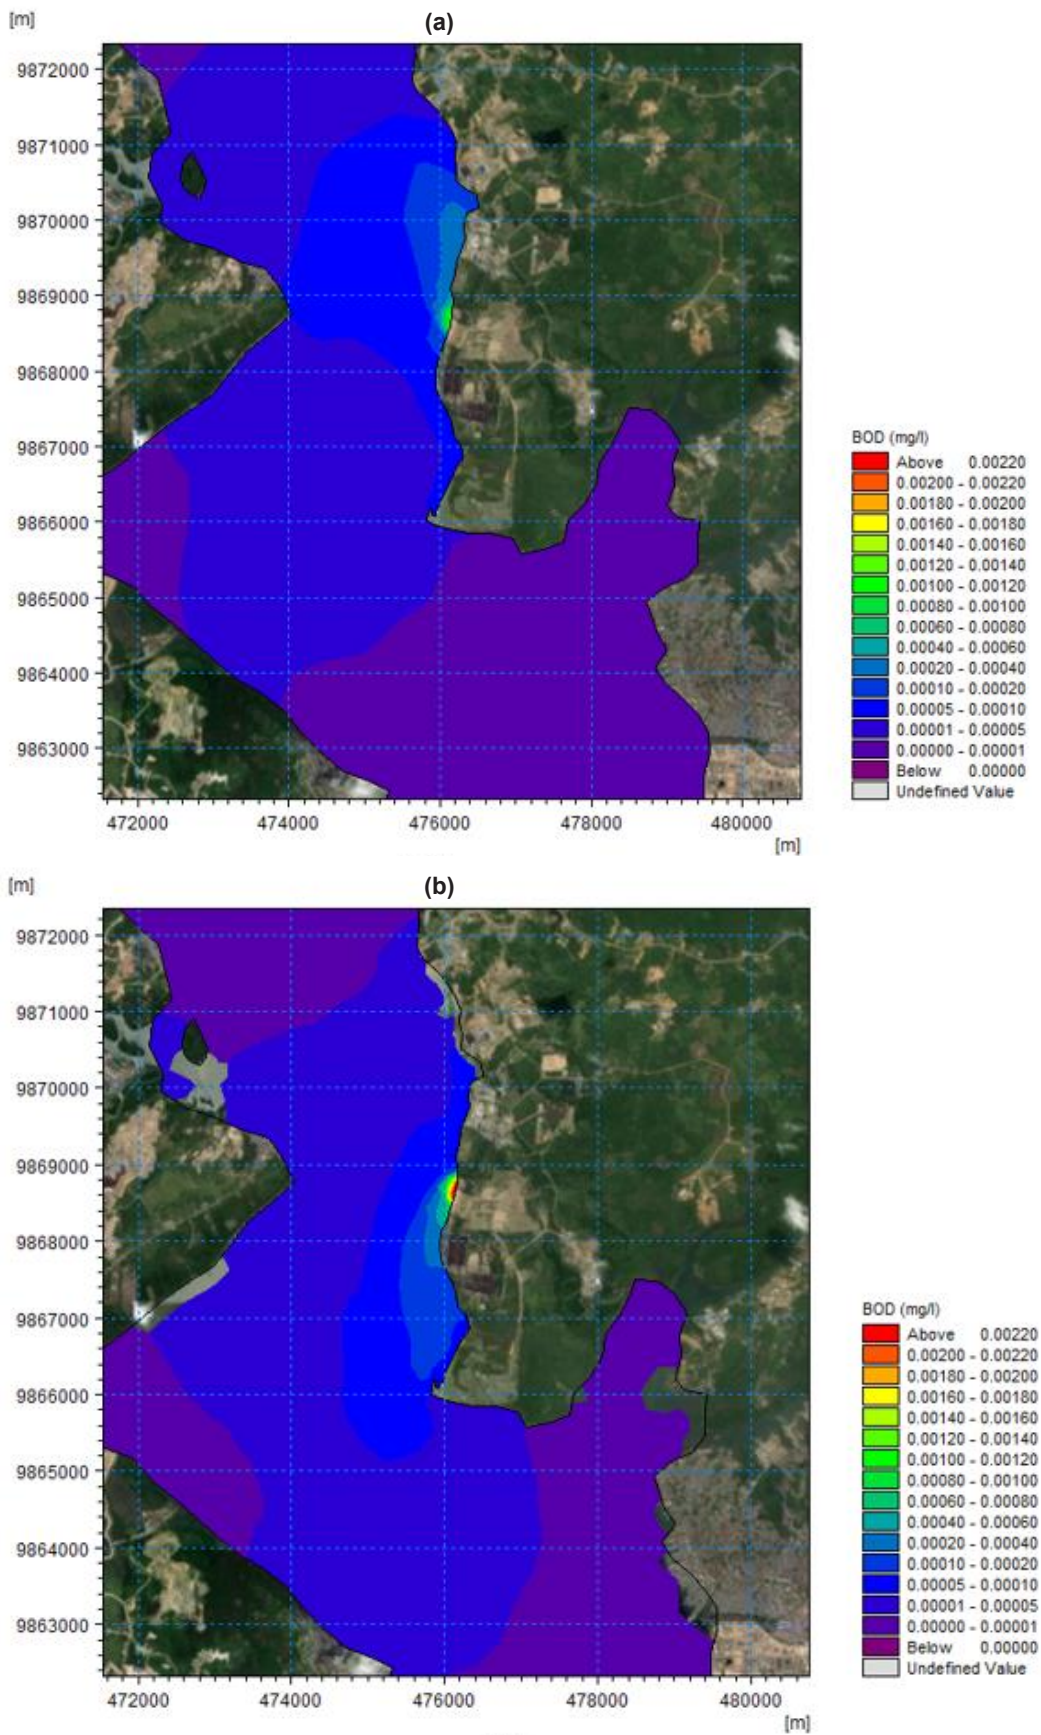 [m]
(a)
9872000
9871000
9870000
9869000
9868000
9867000
9866000
9865000
9864000
9863000
472000 474000 476000 478000 480000
[m]
BOD (mg/l)
Above 0.00220
0.00200 - 0.00220
0.00180 - 0.00200
0.00160 - 0.00180
0.00140 - 0.00160
0.00120 - 0.00140
0.00100 - 0.00120
0.00080 - 0.00100
0.00060 - 0.00080
0.00040 - 0.00060
0.00020 - 0.00040
0.00010 - 0.00020
0.00005 - 0.00010
0.00001 - 0.00005
0.00000 - 0.00001
Below 0.00000
Undefined Value
[m]
(b)
9872000
9871000
9870000
9869000
9868000
9867000
9866000
9865000
9864000
9863000
472000 474000 476000 478000 480000
[m]
BOD (mg/l)
Above 0.00220
0.00200 - 0.00220
0.00180 - 0.00200
0.00160 - 0.00180
0.00140 - 0.00160
0.00120 - 0.00140
0.00100 - 0.00120
0.00080 - 0.00100
0.00060 - 0.00080
0.00040 - 0.00060
0.00020 - 0.00040
0.00010 - 0.00020
0.00005 - 0.00010
0.00001 - 0.00005
0.00000 - 0.00001
Below 0.00000
Undefined Value